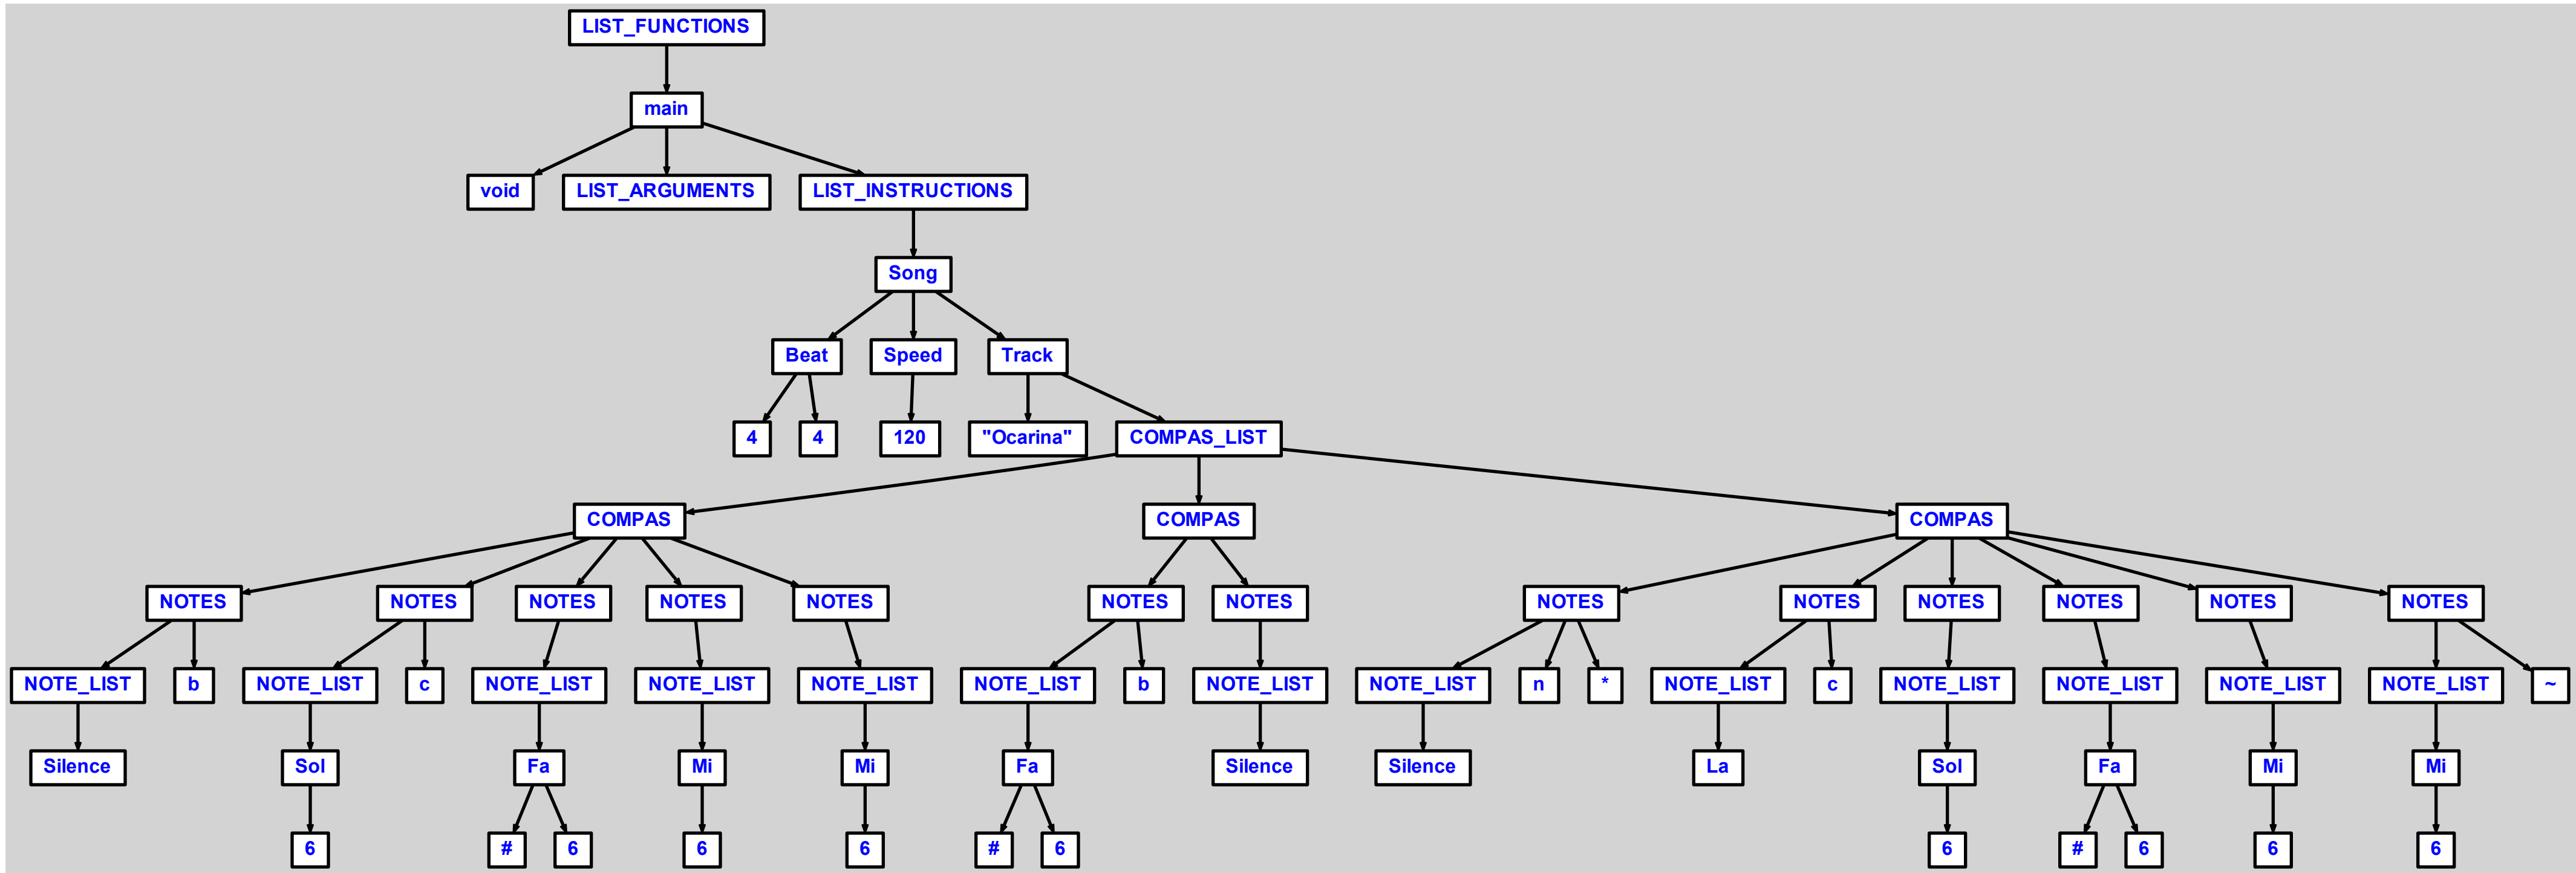 LIST_FUNCTIONS
main
void LIST_ARGUMENTS LIST_INSTRUCTIONS
Song
Beat Speed Track
4 4 120 "Ocarina" COMPAS_LIST
COMPAS COMPAS COMPAS
NOTES NOTES NOTES NOTES NOTES NOTES NOTES NOTES NOTES NOTES NOTES NOTES NOTES
NOTE_LIST b NOTE_LIST c NOTE_LIST NOTE_LIST NOTE_LIST NOTE_LIST b NOTE_LIST NOTE_LIST n * NOTE_LIST c NOTE_LIST NOTE_LIST NOTE_LIST NOTE_LIST ~
Silence Sol Fa Mi Mi Fa Silence Silence La Sol Fa Mi Mi
6 # 6 6 6 # 6 6 # 6 6 6